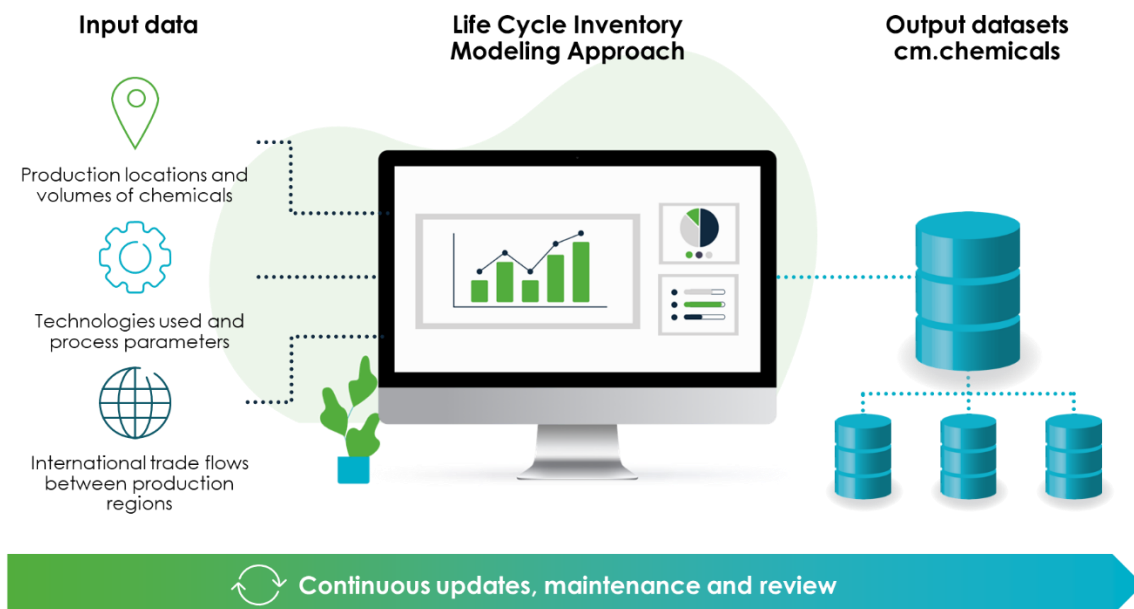 Input data
Life Cycle Inventory
Modeling Approach
Output datasets
cm.chemicals
Production locations and
volumes of chemicals
Technologies used and
process parameters
International trade flows
between production
regions
Continuous updates, maintenance and review